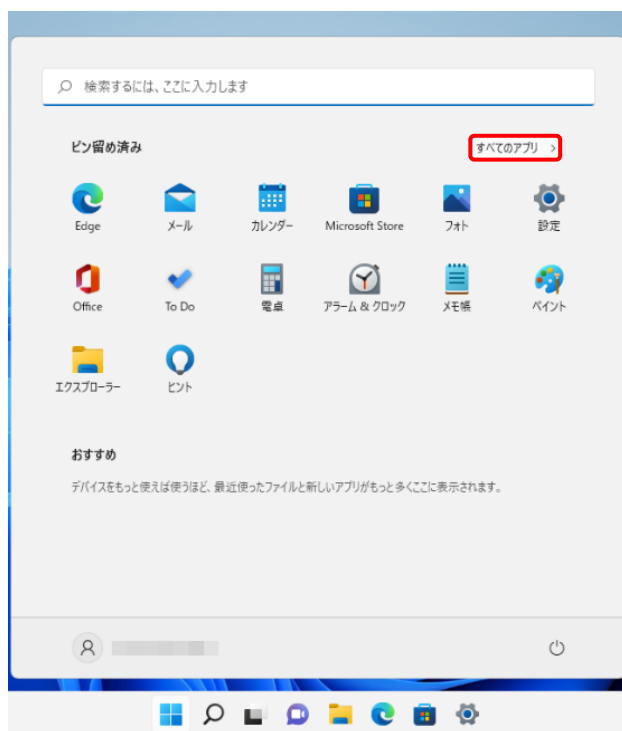 検索するには、ここに入力します
ピン留め済み
すべてのアプリ >
Edge
メール
カレンダー
Microsoft Store
フォト
設定
Office
To Do
電卓
アラーム & クロック
メモ帳
ペイント
エクスプローラー
ヒント
おすすめ
デバイスをもっと使えば使うほど、最近使ったファイルと新しいアプリがもっと多くここに表示されます。